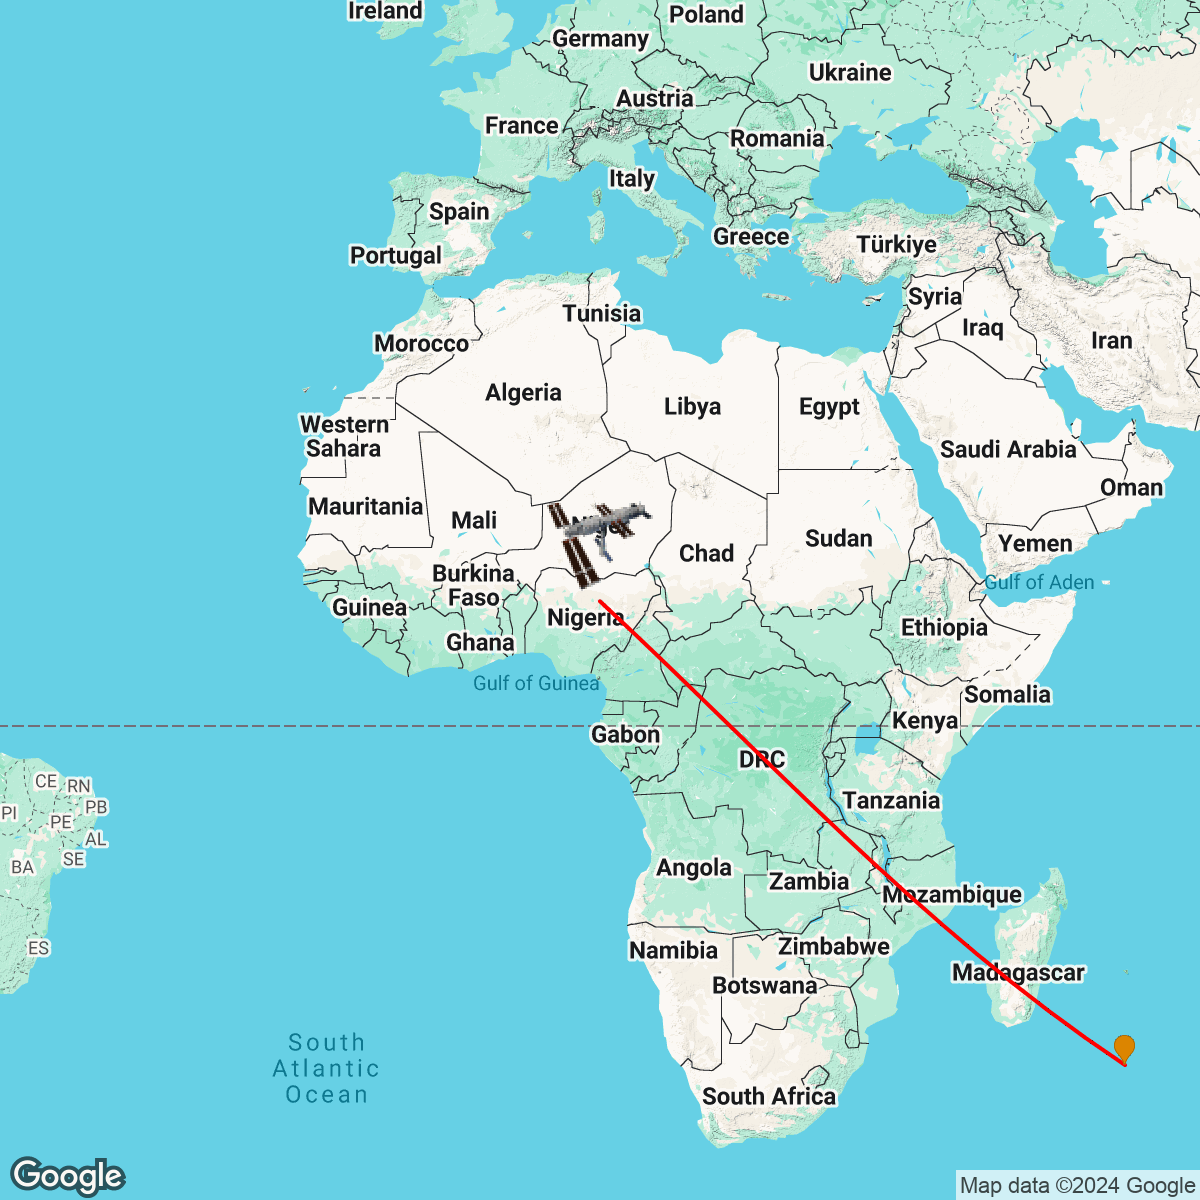 Ireland
Poland
Germany
Ukraine
Austria
France
Romania
Italy
Spain
Greece
Türkiye
Portugal
Syria
Tunisia
Iraq
Morocco
Iran
Algeria
Libya
Egypt
Western
Sahara
Saudi Arabia
Oman
Mauritania
Mali
Chad
Sudan
Yemen
Gulf of Aden
Burkina
Faso
Guinea
Nigeria
Ethiopia
Ghana
Gulf of Guinea
Somalia
Kenya
Gabon
DRC
CE
RN
PI
PB
PE
AL
SE
BA
ES
Tanzania
Angola
Zambia
Mozambique
Namibia
Zimbabwe
Madagascar
Botswana
South
Atlantic
Ocean
South Africa
Google
Map data ©2024 Google